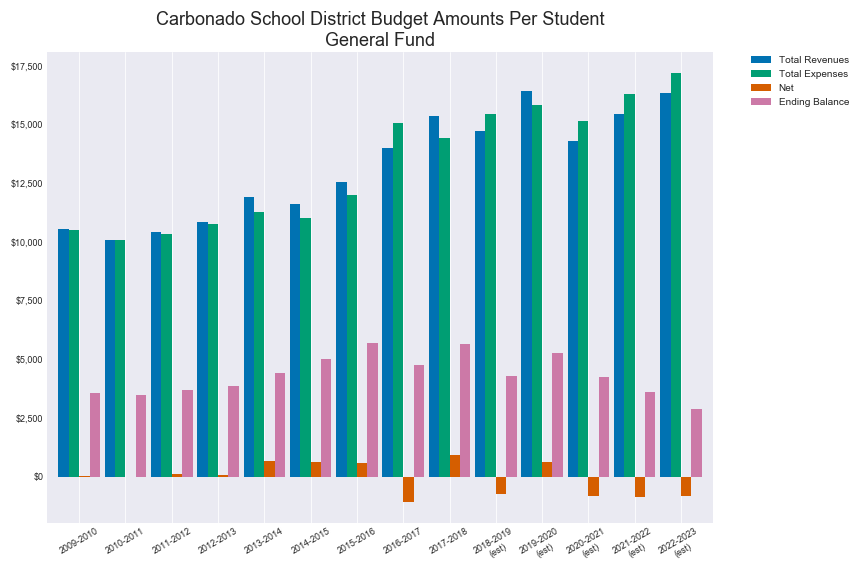 Carbonado School District Budget Amounts Per Student
General Fund
Total Revenues
Total Expenses
Net
Ending Balance
$17,500
$15,000
$12,500
$10,000
$7,500
$5,000
$2,500
$0
2009-2010
2010-2011
2011-2012
2012-2013
2013-2014
2014-2015
2015-2016
2016-2017
2017-2018
2018-2019
(est)
2019-2020
(est)
2020-2021
(est)
2021-2022
(est)
2022-2023
(est)